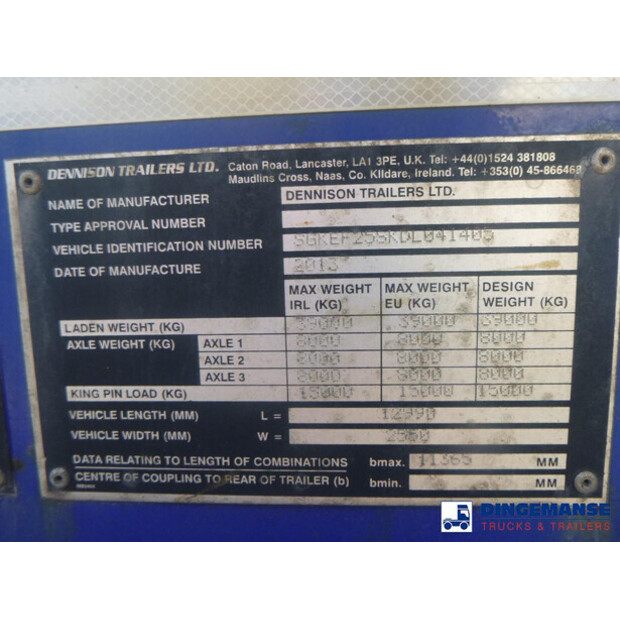 DENNISON TRAILERS LTD. Caton Road, Lancaster, LA1 3PE, U.K. Tel: +44(0)1524 381808
Maudlins Cross, Naas, Co. Kildare, Ireland. Tel: +353(0) 45-866468
NAME OF MANUFACTURER DENNISON TRAILERS LTD.
TYPE APPROVAL NUMBER
VEHICLE IDENTIFICATION NUMBER
DATE OF MANUFACTURE 2013
MAX WEIGHT IRL (KG) MAX WEIGHT EU (KG) DESIGN WEIGHT (KG)
LADEN WEIGHT (KG) 39000 39000 39000
AXLE WEIGHT (KG) AXLE 1 8000 8000 8000
AXLE 2 8000 8000 8000
AXLE 3 8000 8000 8000
KING PIN LOAD (KG) 15000 15000 15000
VEHICLE LENGTH (MM) L = 12990
VEHICLE WIDTH (MM) W = 2550
DATA RELATING TO LENGTH OF COMBINATIONS bmax. 11365 MM
CENTRE OF COUPLING TO REAR OF TRAILER (b) bmin. MM
DINGEMANSE
TRUCKS & TRAILERS